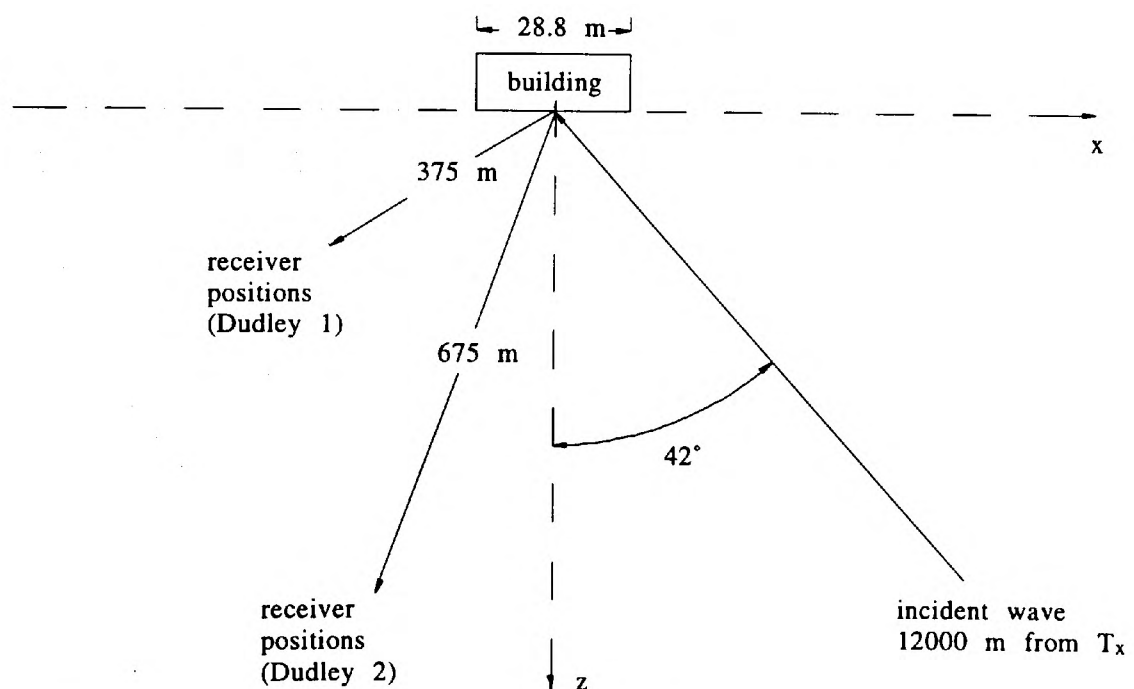 28.8 m
building
x
375 m
receiver
positions
(Dudley 1)
675 m
42°
receiver
positions
(Dudley 2)
incident wave
12000 m from Tx
z